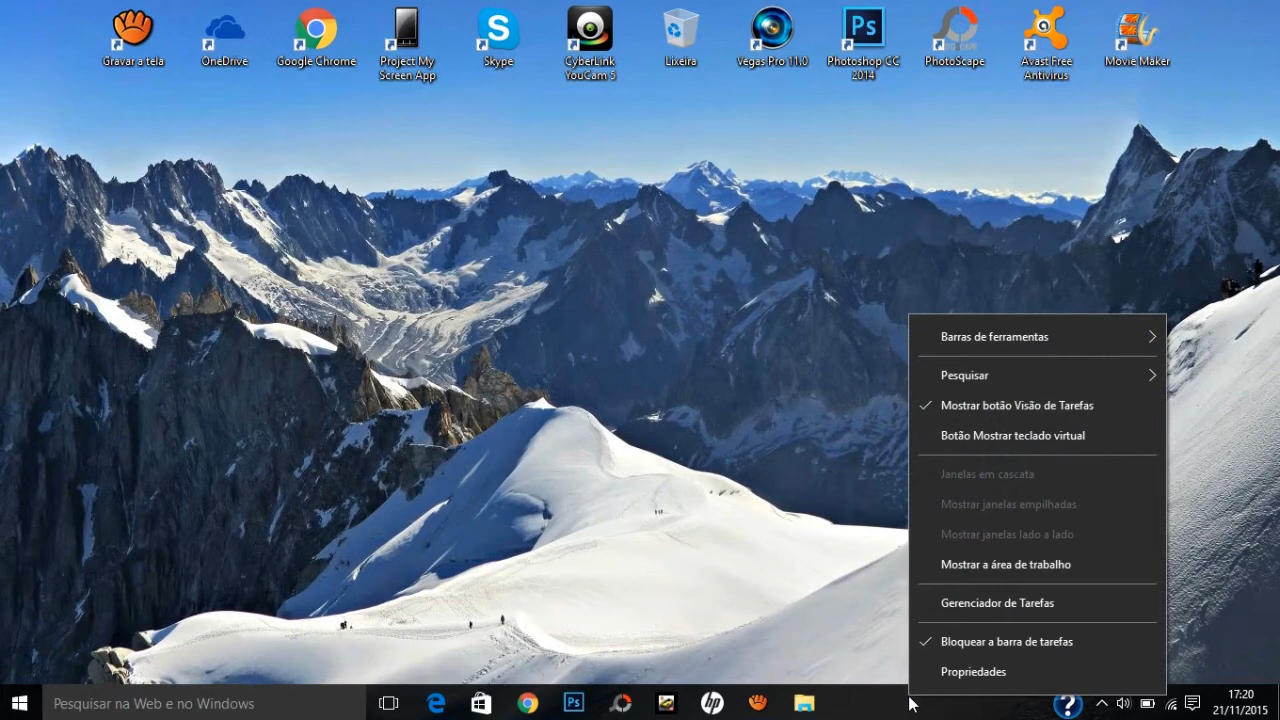 Gravar a tela
OneDrive
Google Chrome
Project My
Screen App
Skype
CyberLink
YouCam 5
Lixeira
Vegas Pro 11.0
Ps
Photoshop CC
2014
PhotoScape
Avast Free
Antivirus
Movie Maker
Barras de ferramentas
Pesquisar
Mostrar botão Visão de Tarefas
Botão Mostrar teclado virtual
Janelas em cascata
Mostrar janelas empilhadas
Mostrar janelas lado a lado
Mostrar a área de trabalho
Gerenciador de Tarefas
Bloquear a barra de tarefas
Propriedades
Pesquisar na Web e no Windows
Ps
hp
?
17:20
21/11/2015